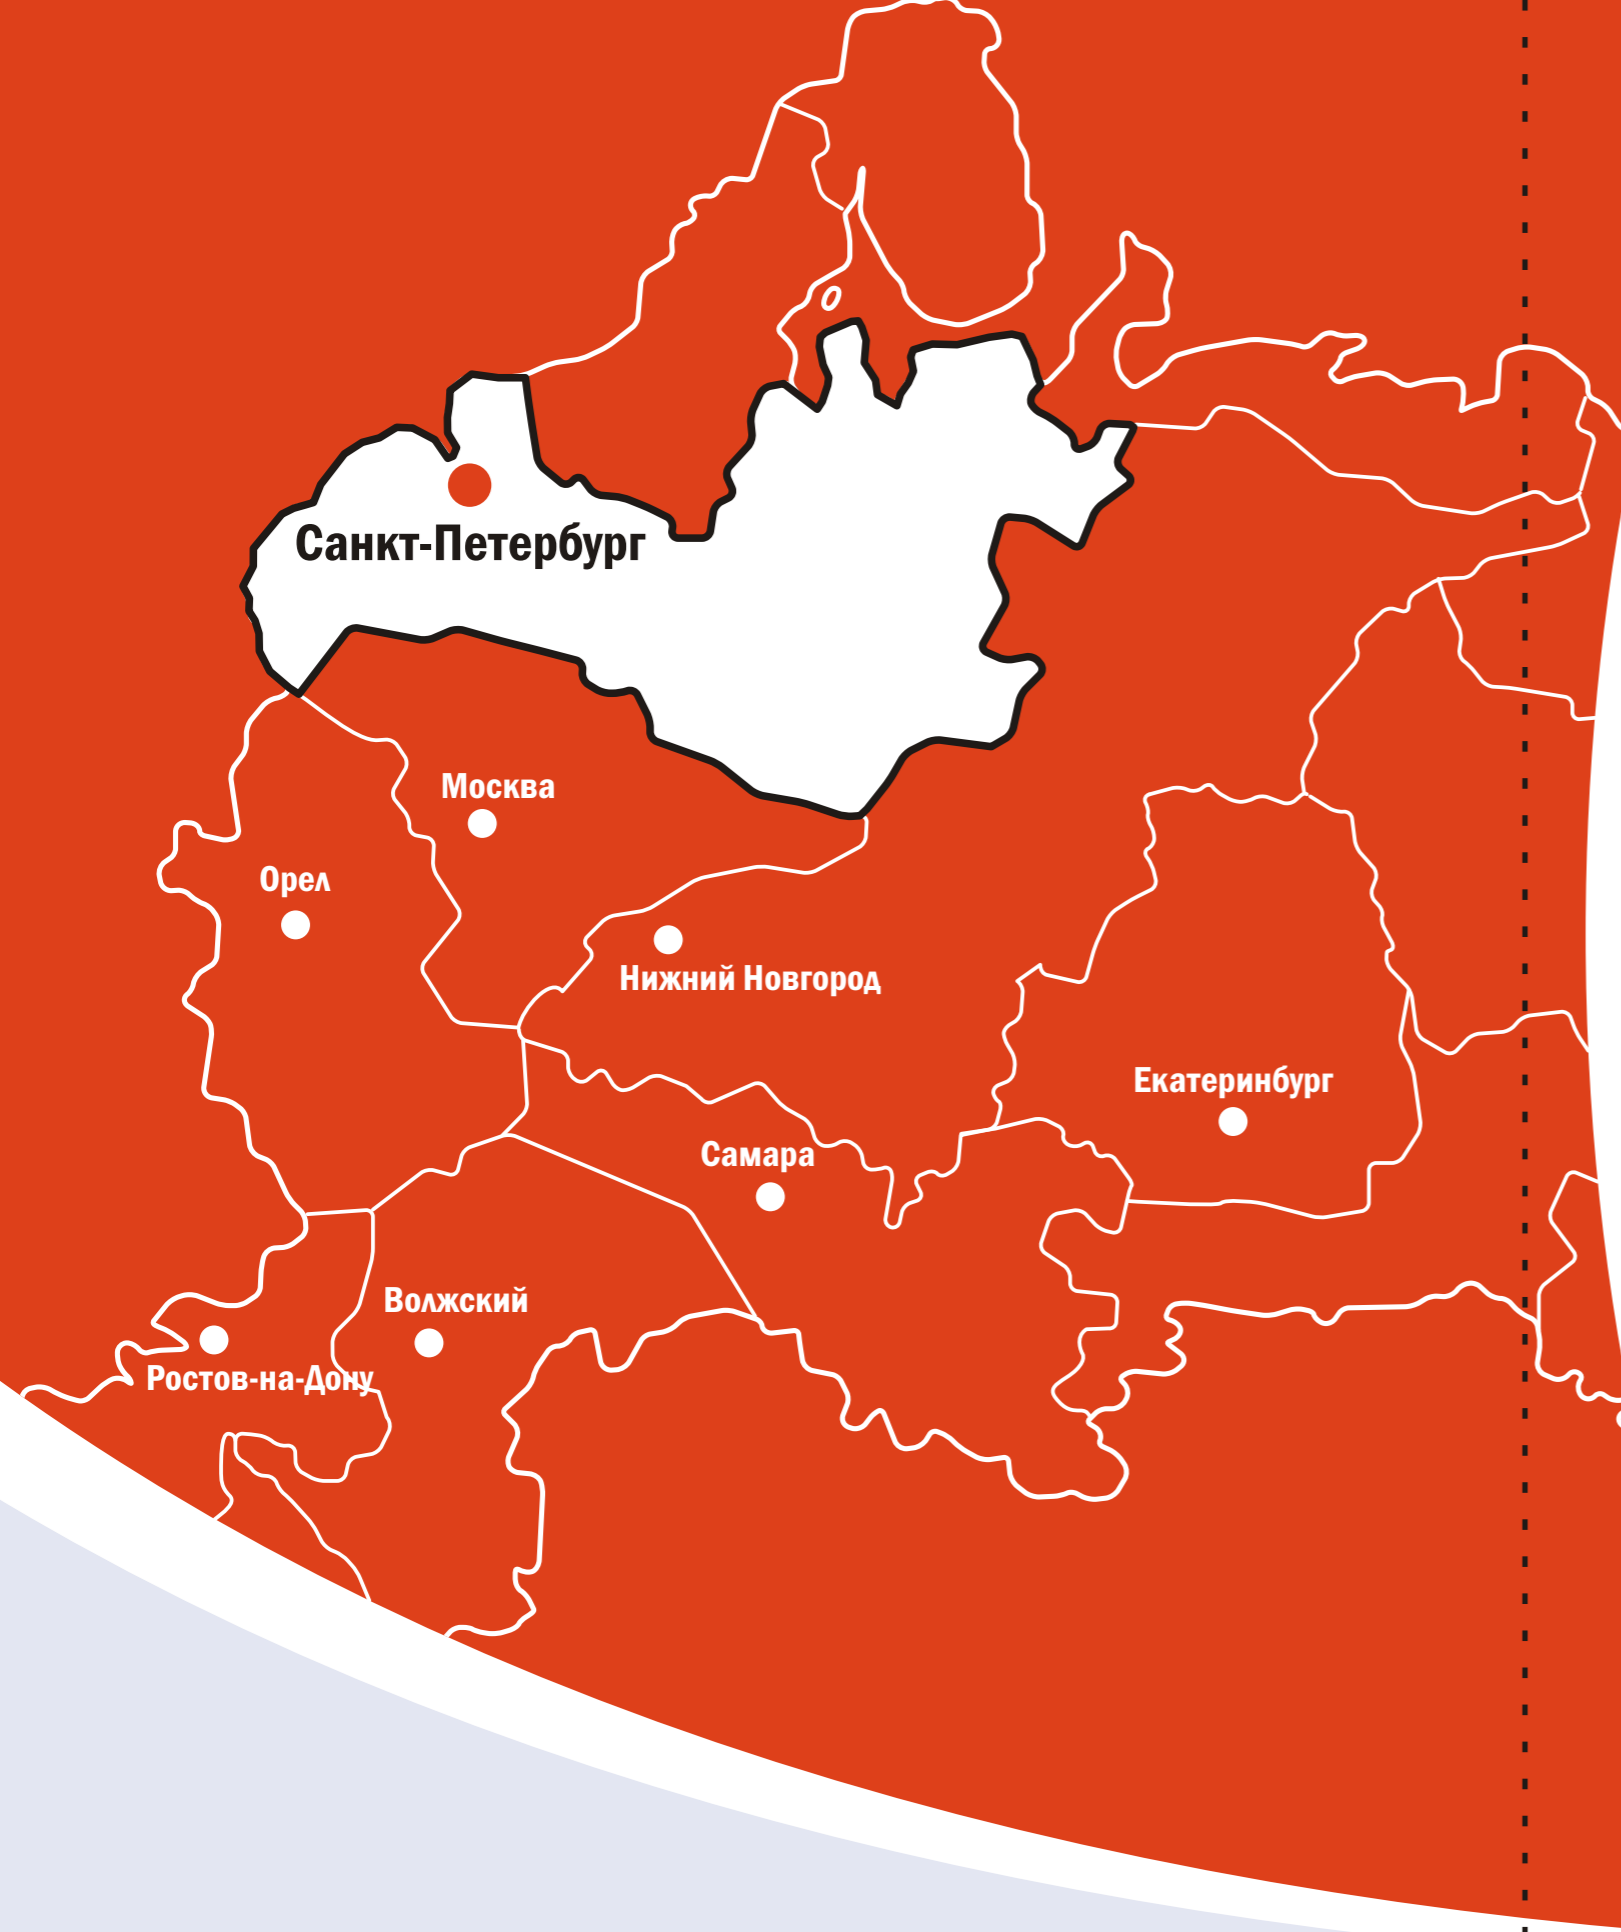 Санкт-Петербург
Москва
Орел
Нижний Новгород
Екатеринбург
Самара
Волжский
Ростов-на-Дону